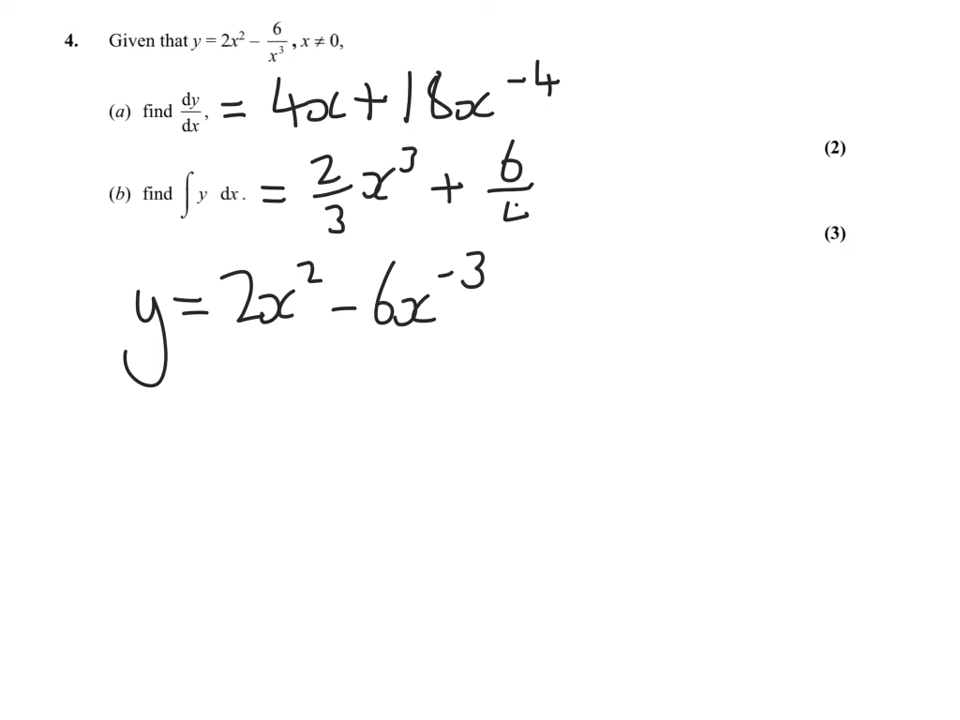 4. Given that y = 2x² − 6/x³, x ≠ 0,
(a) find dy/dx, = 4x + 18x⁻⁴
(2)
(b) find ∫ y dx. = 2/3 x³ + 6/
(3)
y = 2x² − 6x⁻³